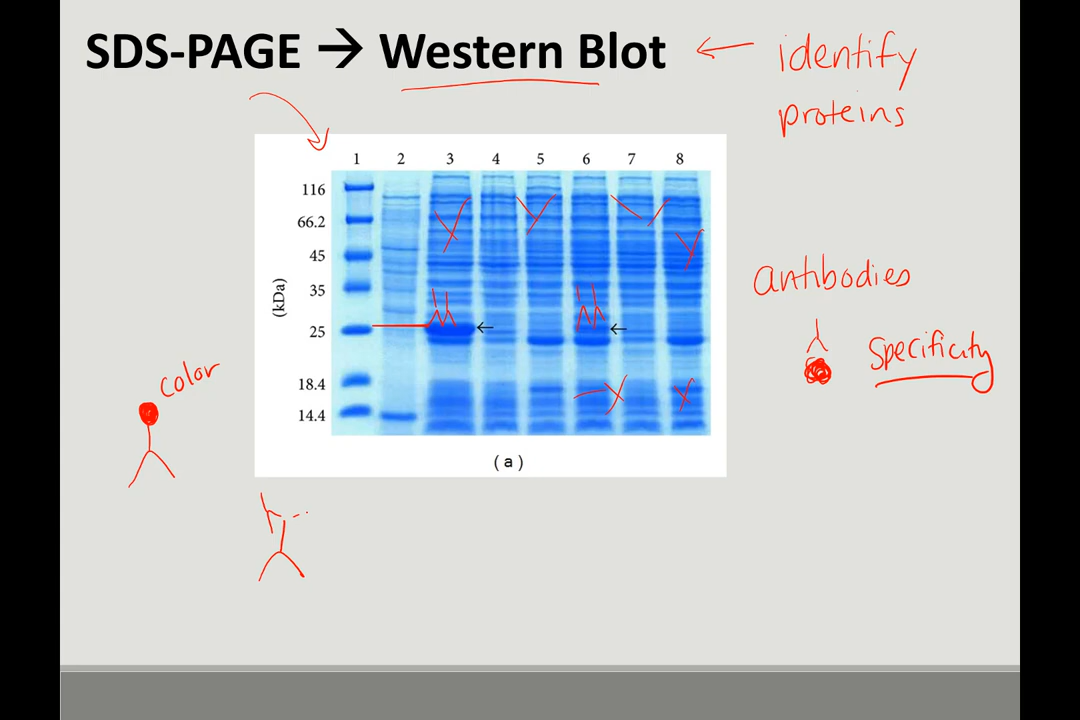 SDS-PAGE → Western Blot ← identify
proteins
1 2 3 4 5 6 7 8
116
66.2
45
35
25
18.4
14.4
(kDa)
(a)
antibodies
Specificity
color